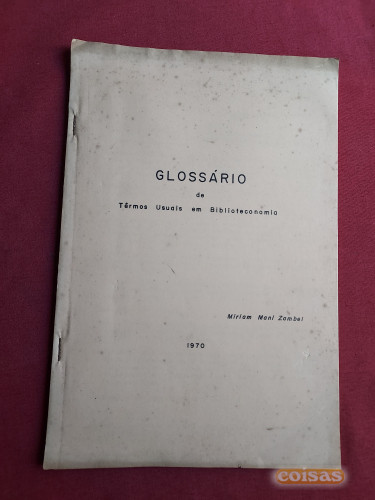 GLOSSÁRIO
de
Têrmos Usuais em Biblioteconomia
Miriam Mani Zambel
1970
coisas